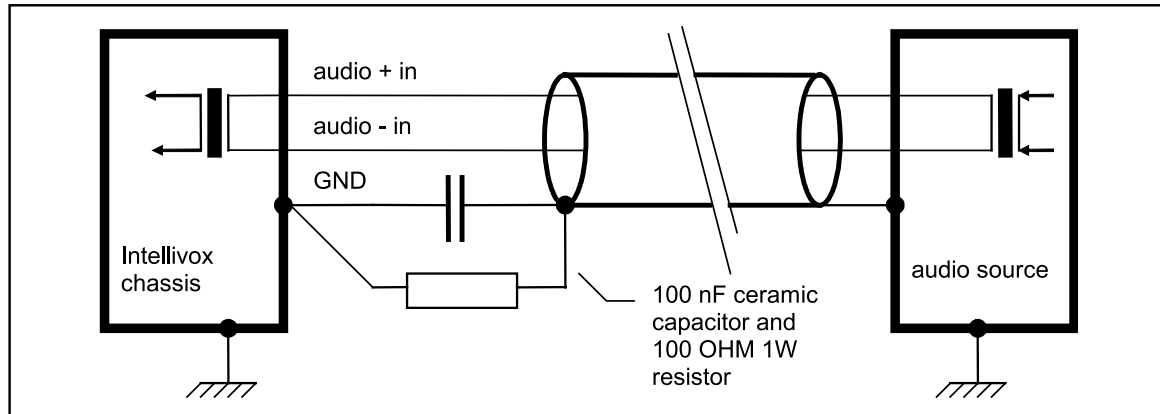 audio + in
audio - in
GND
Intellivox
chassis
100 nF ceramic
capacitor and
100 OHM 1W
resistor
audio source